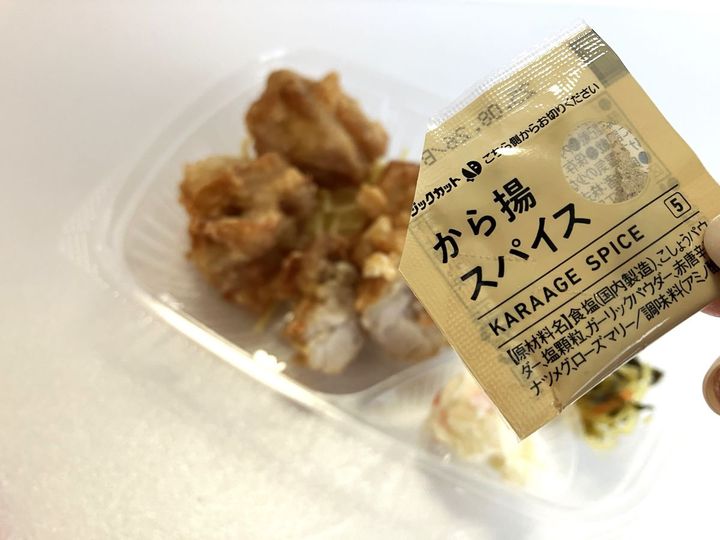 こちら側からお切りください
ジックカット
から揚
スパイス
KARAAGE SPICE 5
【原材料名】食塩(国内製造)、こしょうパウ
ダー、塩顆粒、ガーリックパウダー、赤唐辛
ナツメグ、ローズマリー/調味料(アミノ